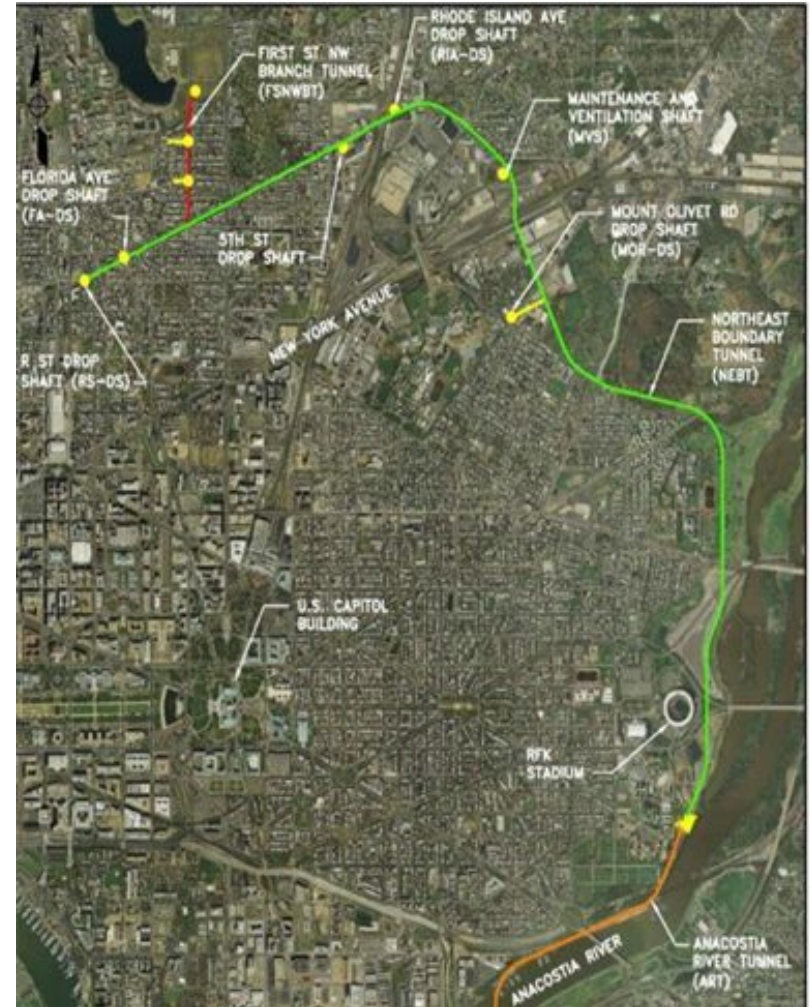 N
RHODE ISLAND AVE
DROP SHAFT
(RIA-DS)
FIRST ST NW
BRANCH TUNNEL
(FSNWBT)
MAINTENANCE AND
VENTILATION SHAFT
(MVS)
FLORIDA AVE
DROP SHAFT
(FA-DS)
MOUNT OLIVET RD
DROP SHAFT
(MOR-DS)
5TH ST
DROP SHAFT
NEW YORK AVENUE
NORTHEAST
BOUNDARY
TUNNEL
(NEBT)
R ST DROP
SHAFT (RS-DS)
U.S. CAPITOL
BUILDING
RFK
STADIUM
ANACOSTIA RIVER
ANACOSTIA
RIVER TUNNEL
(ART)